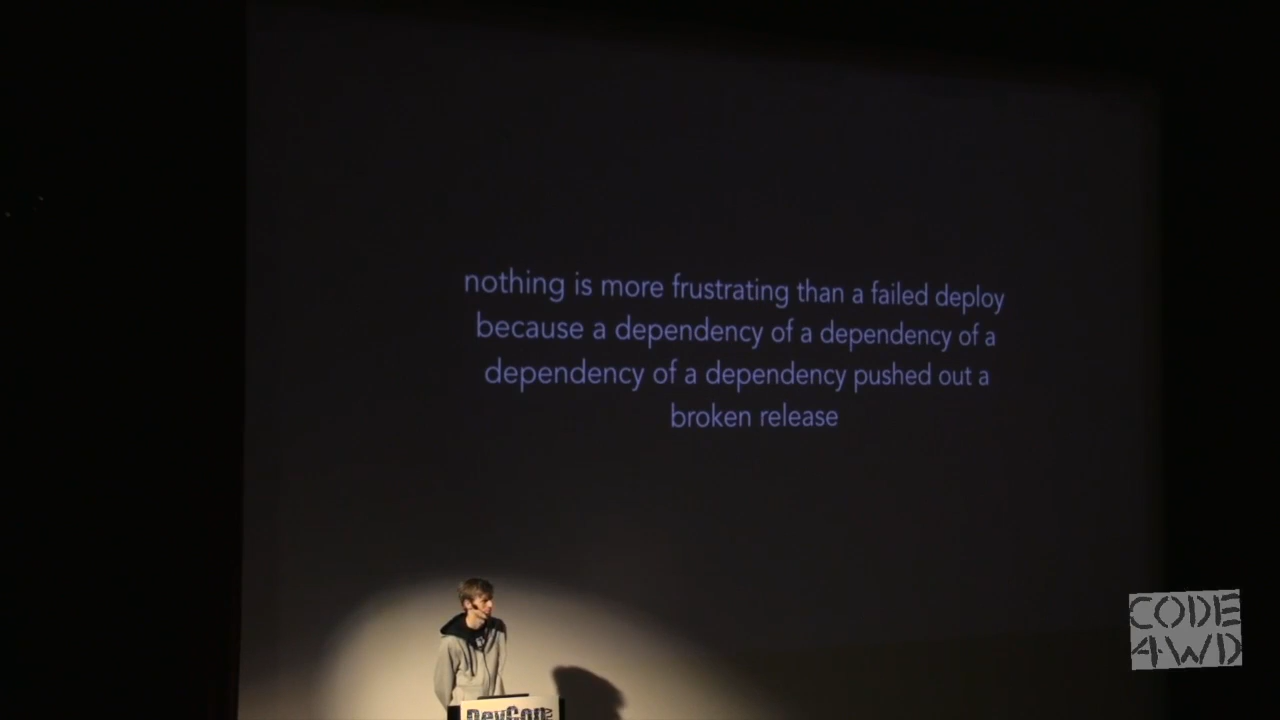 nothing is more frustrating than a failed deploy
because a dependency of a dependency of a
dependency of a dependency pushed out a
broken release
CODE
4WD
DevCon